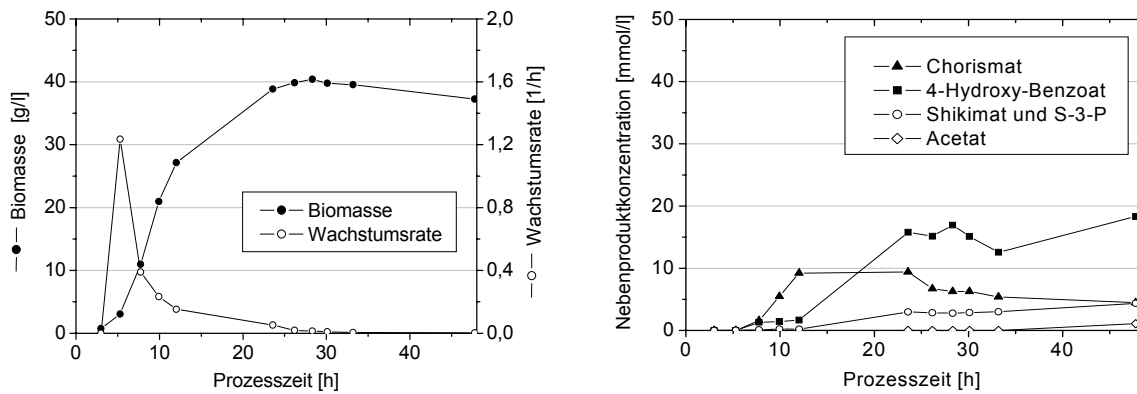 50
40
30
20
10
0
Biomasse [g/l]
2,0
1,6
1,2
0,8
0,4
0,0
Wachstumsrate [1/h]
Biomasse
Wachstumsrate
0 10 20 30 40
Prozesszeit [h]
50
40
30
20
10
0
Nebenproduktkonzentration [mmol/l]
Chorismat
4-Hydroxy-Benzoat
Shikimat und S-3-P
Acetat
0 10 20 30 40
Prozesszeit [h]